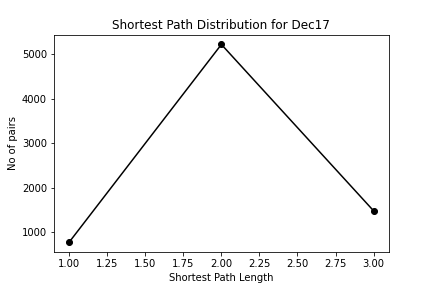 Shortest Path Distribution for Dec17
No of pairs
5000
4000
3000
2000
1000
1.00 1.25 1.50 1.75 2.00 2.25 2.50 2.75 3.00
Shortest Path Length